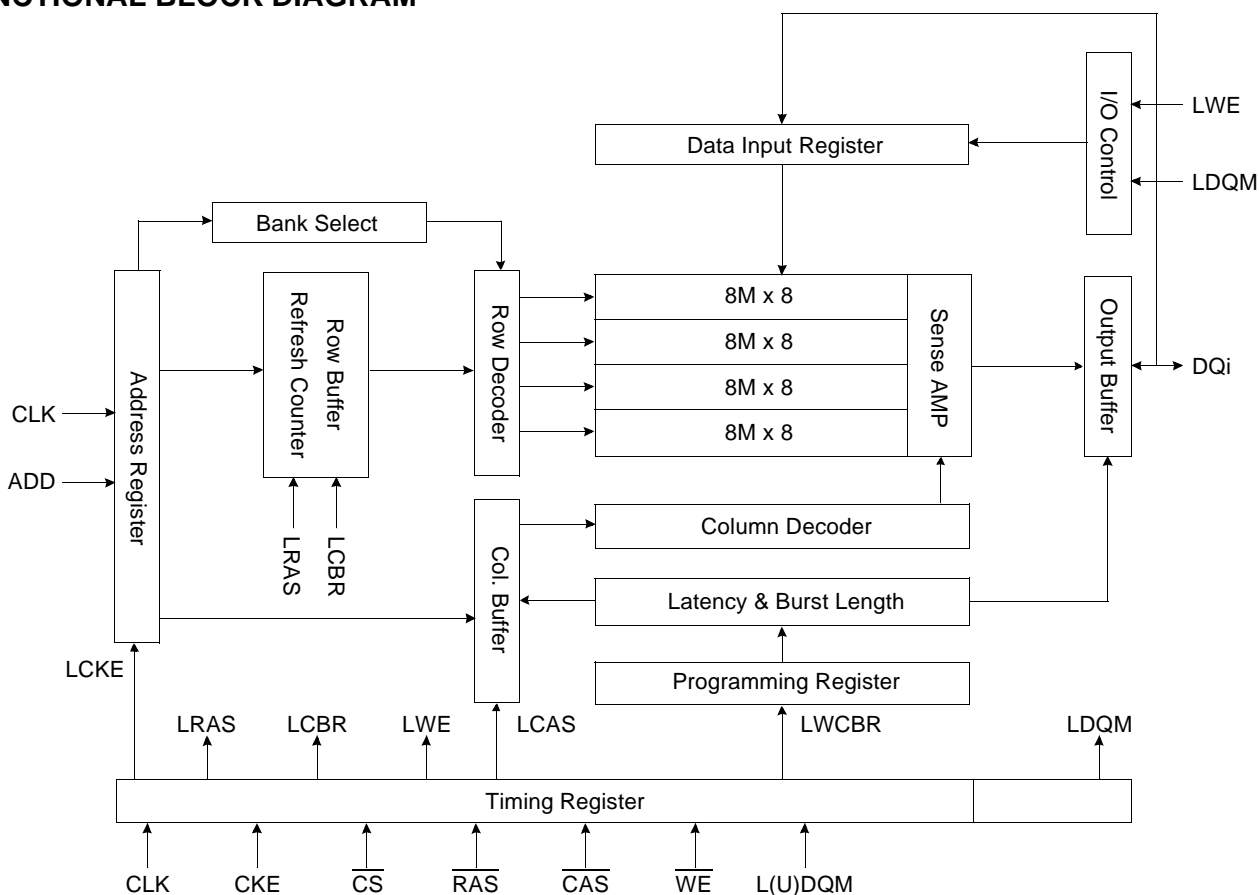 FUNCTIONAL BLOCK DIAGRAM
I/O Control
LWE
LDQM
Data Input Register
Bank Select
CLK
ADD
Address Register
Row Buffer
Refresh Counter
LRAS
LCBR
Row Decoder
8M x 8
8M x 8
8M x 8
8M x 8
Sense AMP
Output Buffer
DQi
Col. Buffer
Column Decoder
Latency & Burst Length
Programming Register
LCKE
LRAS
LCBR
LWE
LCAS
LWCBR
LDQM
Timing Register
CLK
CKE
CS
RAS
CAS
WE
L(U)DQM